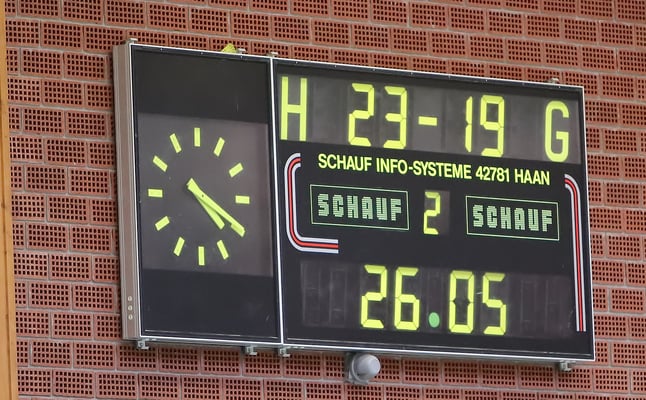 H 23-19 G
SCHAUF INFO-SYSTEME 42781 HAAN
SCHAUF 2 SCHAUF
26.05